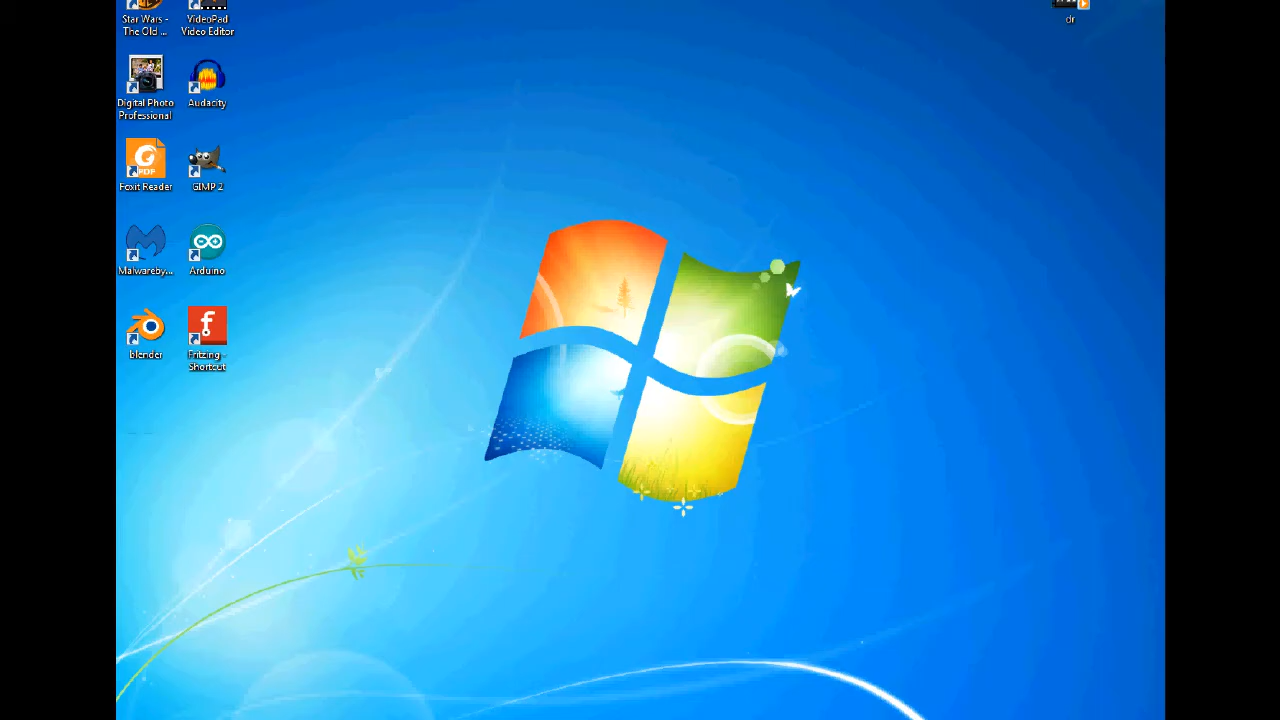 Star Wars -
The Old ...
VideoPad
Video Editor
dr
Digital Photo
Professional
Audacity
PDF
Foxit Reader
GIMP 2
Malwareby...
Arduino
blender
f
Fritzing -
Shortcut